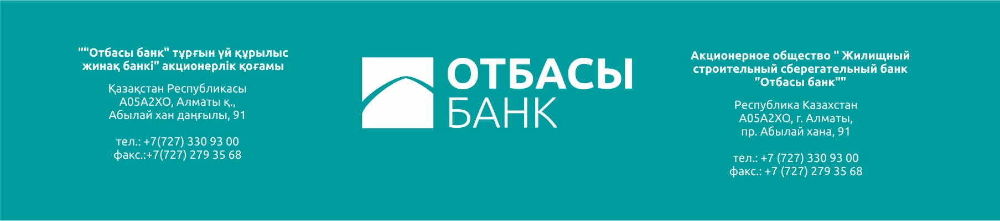 ""Отбасы банк" тұрғын үй құрылыс
жинақ банкі" акционерлік қоғамы
Қазақстан Республикасы
A05A2XO, Алматы қ.,
Абылай хан даңғылы, 91
тел.: +7(727) 330 93 00
факс.:+7(727) 279 35 68
ОТБАСЫ
БАНК
Акционерное общество " Жилищный
строительный сберегательный банк
"Отбасы банк""
Республика Казахстан
A05A2XO, г. Алматы,
пр. Абылай хана, 91
тел.: +7 (727) 330 93 00
факс.: +7 (727) 279 35 68